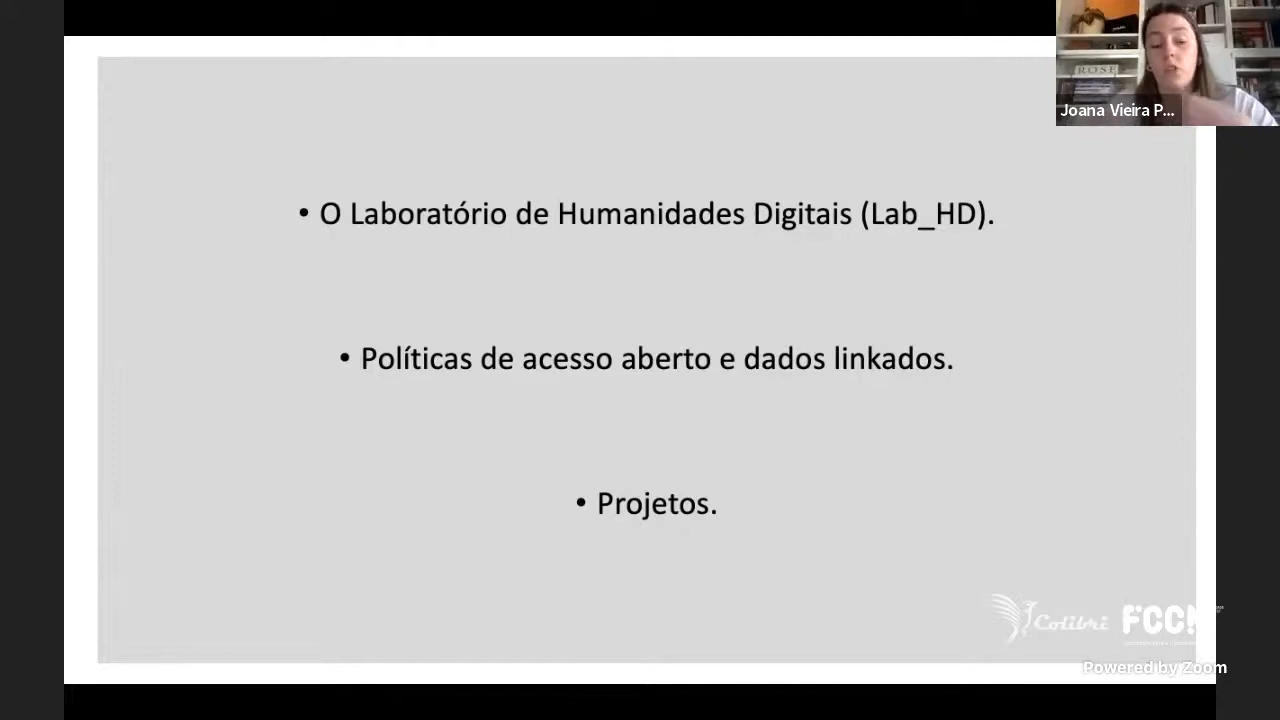 ROSE
Joana Vieira P...
• O Laboratório de Humanidades Digitais (Lab_HD).
• Políticas de acesso aberto e dados linkados.
• Projetos.
Colibri
FCCN
Powered by Zoom